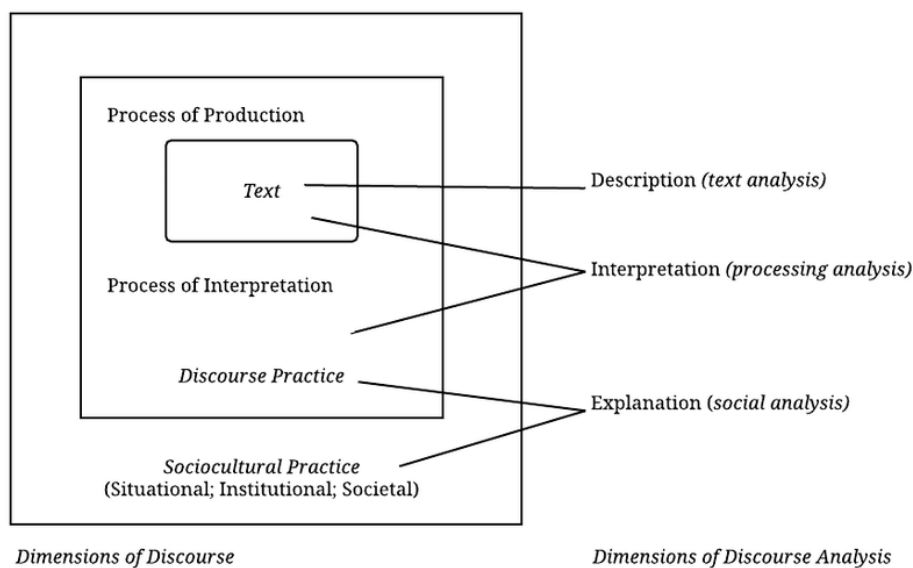 Process of Production
Text
Description (text analysis)
Interpretation (processing analysis)
Process of Interpretation
Discourse Practice
Explanation (social analysis)
Sociocultural Practice
(Situational; Institutional; Societal)
Dimensions of Discourse
Dimensions of Discourse Analysis